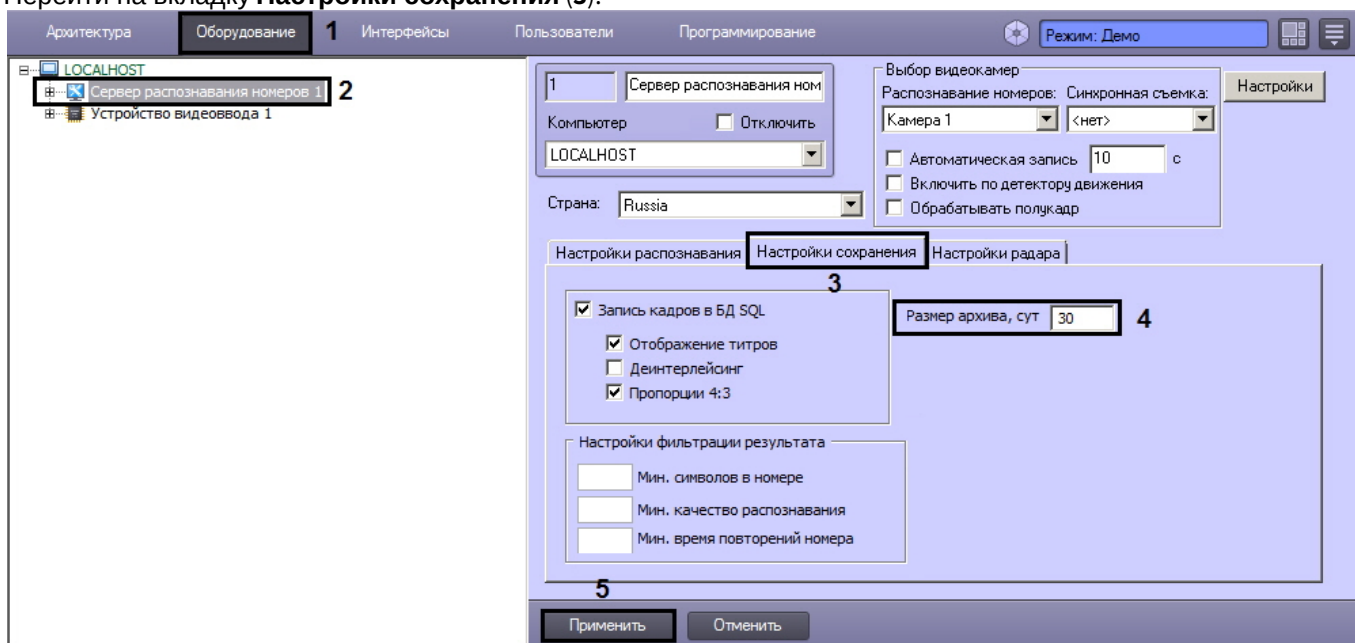 Перейти на вкладку Настройки сохранения (3).
Архитектура Оборудование 1 Интерфейсы Пользователи Программирование Режим: Демо
LOCALHOST
Сервер распознавания номеров 1 2
Устройство видеоввода 1
1 Сервер распознавания ном
Компьютер Отключить
LOCALHOST
Страна: Russia
Выбор видеокамер
Распознавание номеров: Синхронная съемка:
Камера 1 <нет>
Автоматическая запись 10 с
Включить по детектору движения
Обрабатывать полукадр
Настройки
Настройки распознавания Настройки сохранения Настройки радара
3
Запись кадров в БД SQL
Отображение титров
Деинтерлейсинг
Пропорции 4:3
Размер архива, сут 30 4
Настройки фильтрации результата
Мин. символов в номере
Мин. качество распознавания
Мин. время повторений номера
5
Применить Отменить